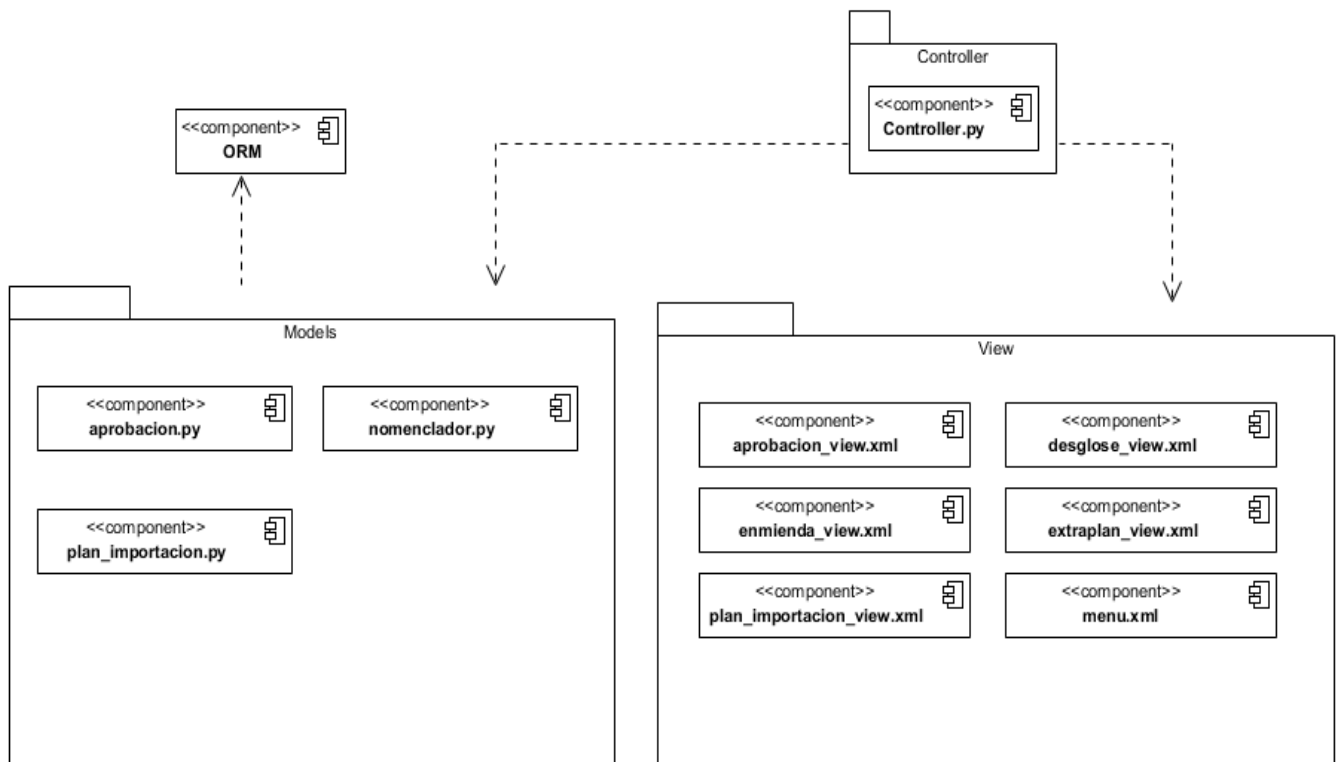 Controller
<<component>>
Controller.py
<<component>>
ORM
Models
<<component>>
aprobacion.py
<<component>>
nomenclador.py
<<component>>
plan_importacion.py
View
<<component>>
aprobacion_view.xml
<<component>>
desglose_view.xml
<<component>>
enmienda_view.xml
<<component>>
extraplan_view.xml
<<component>>
plan_importacion_view.xml
<<component>>
menu.xml